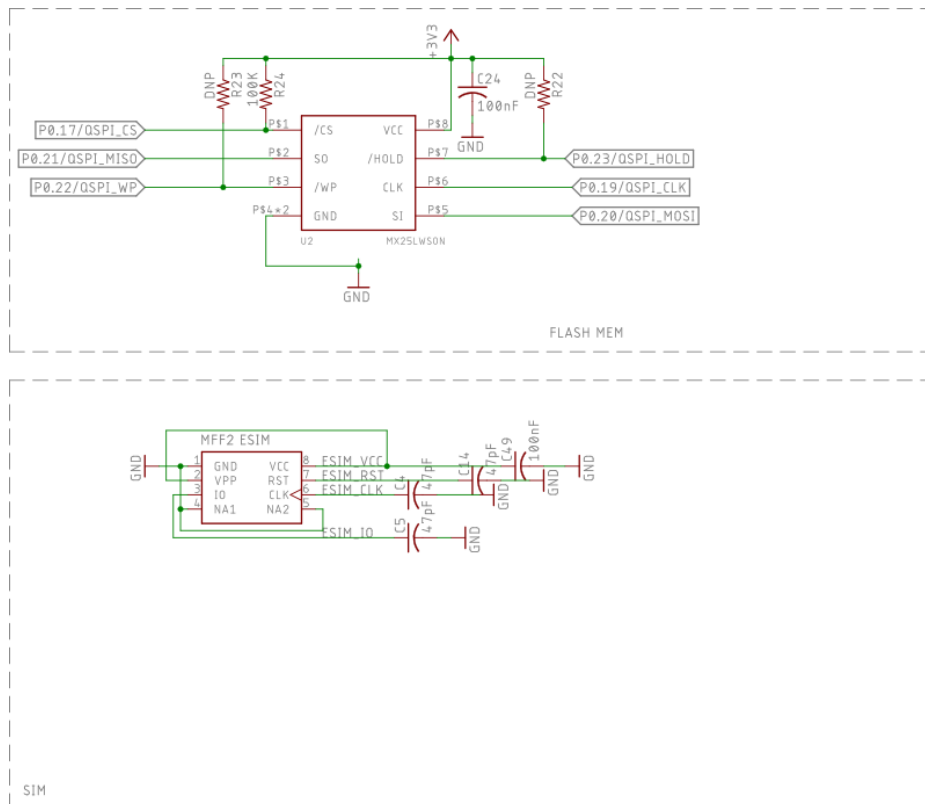 +3V3
DNP
R23
100K
R24
C24
100nF
DNP
R22
GND
P0.17/QSPI_CS
P$1
/CS
VCC
P$8
P0.21/QSPI_MISO
P$2
SO
/HOLD
P$7
P0.23/QSPI_HOLD
P0.22/QSPI_WP
P$3
/WP
CLK
P$6
P0.19/QSPI_CLK
P$4*2
GND
SI
P$5
P0.20/QSPI_MOSI
U2
MX25LWSON
GND
FLASH MEM
MFF2 ESIM
GND
1
GND
VCC
8
ESIM_VCC
2
VPP
RST
7
ESIM_RST
3
IO
CLK
6
ESIM_CLK
4
NA1
NA2
5
ESIM_IO
C4
47pF
C14
47pF
C49
100nF
GND
GND
GND
C5
47pF
GND
SIM